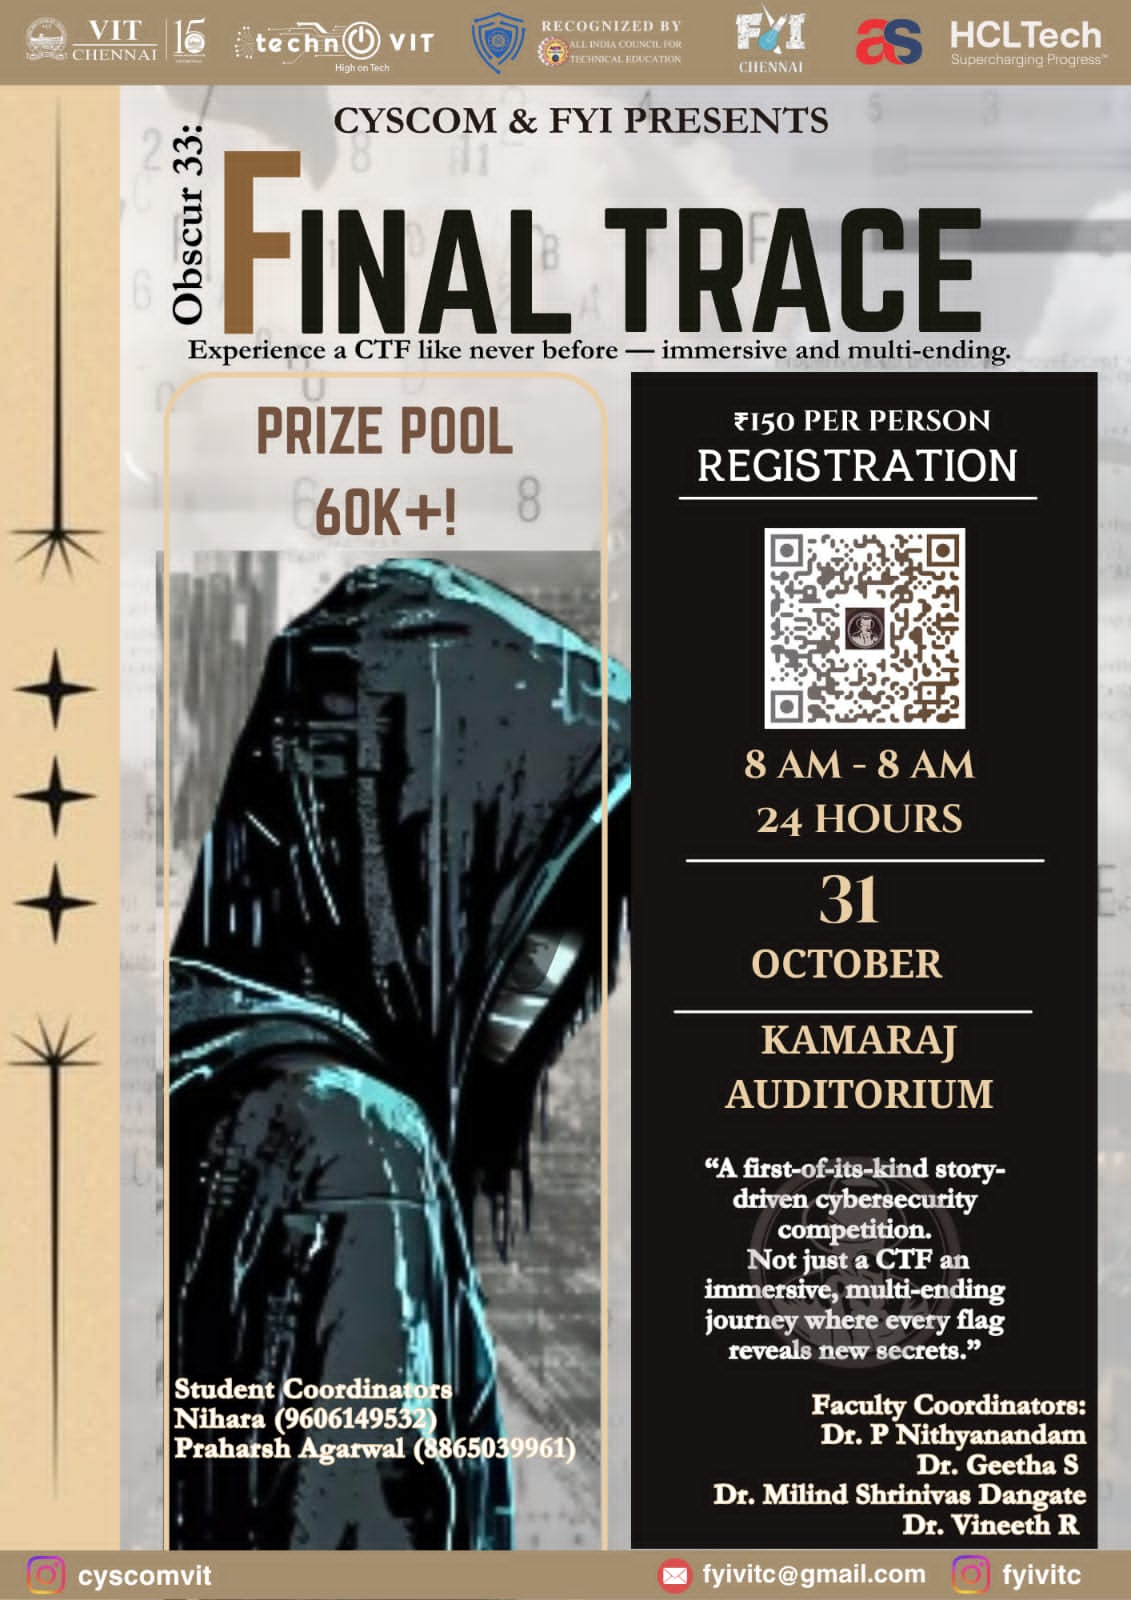 VIT
CHENNAI
15
technO VIT
High on Tech
RECOGNIZED BY
ALL INDIA COUNCIL FOR
TECHNICAL EDUCATION
FYI
CHENNAI
as
HCLTech
Supercharging Progress™
CYSCOM & FYI PRESENTS
Obscur 33:
FINAL TRACE
Experience a CTF like never before — immersive and multi-ending.
PRIZE POOL
60K+!
₹150 PER PERSON
REGISTRATION
8 AM - 8 AM
24 HOURS
31
OCTOBER
KAMARAJ
AUDITORIUM
“A first-of-its-kind story-
driven cybersecurity
competition.
Not just a CTF an
immersive, multi-ending
journey where every flag
reveals new secrets.”
Student Coordinators
Nihara (9606149532)
Praharsh Agarwal (8865039961)
Faculty Coordinators:
Dr. P Nithyanandam
Dr. Geetha S
Dr. Milind Shrinivas Dangate
Dr. Vineeth R
cyscomvit
fyivitc@gmail.com
fyivitc